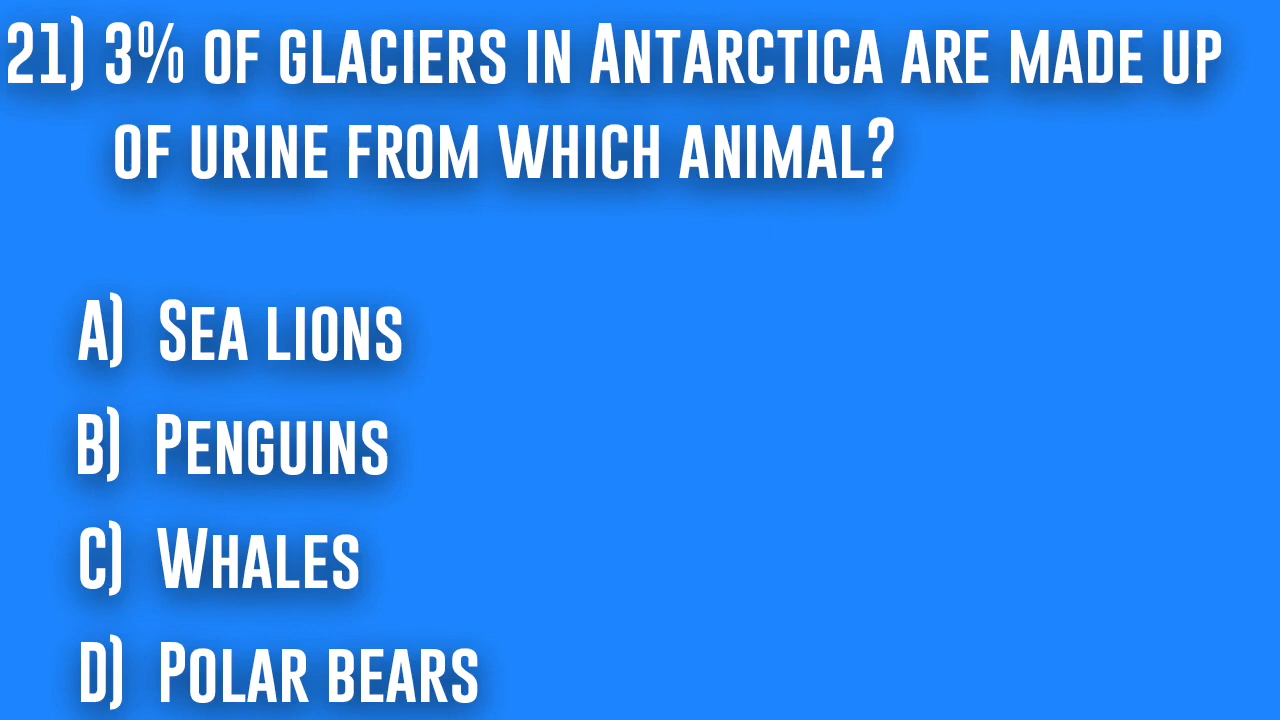 21) 3% of glaciers in Antarctica are made up
of urine from which animal?
A) Sea lions
B) Penguins
C) Whales
D) Polar bears